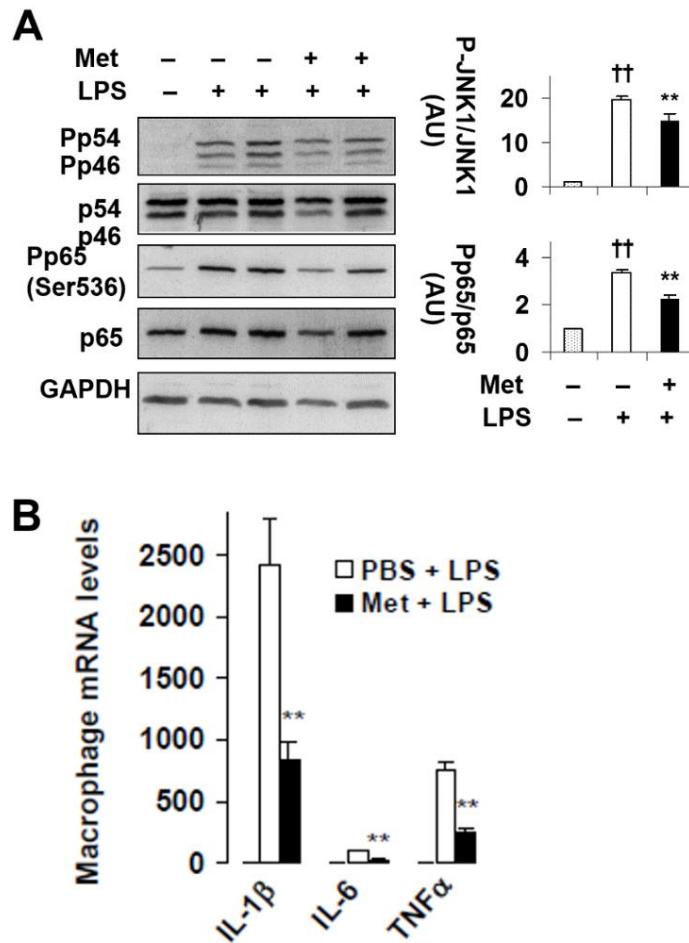 A
Met – – – + +
LPS – + + + +
Pp54
Pp46
p54
p46
Pp65
(Ser536)
p65
GAPDH
P-JNK1/JNK1
(AU)
20
10
0
††
**
Pp65/p65
(AU)
4
2
0
††
**
Met – – +
LPS – + +
B
Macrophage mRNA levels
2500
2000
1500
1000
500
0
PBS + LPS
Met + LPS
**
**
**
IL-1β
IL-6
TNFα